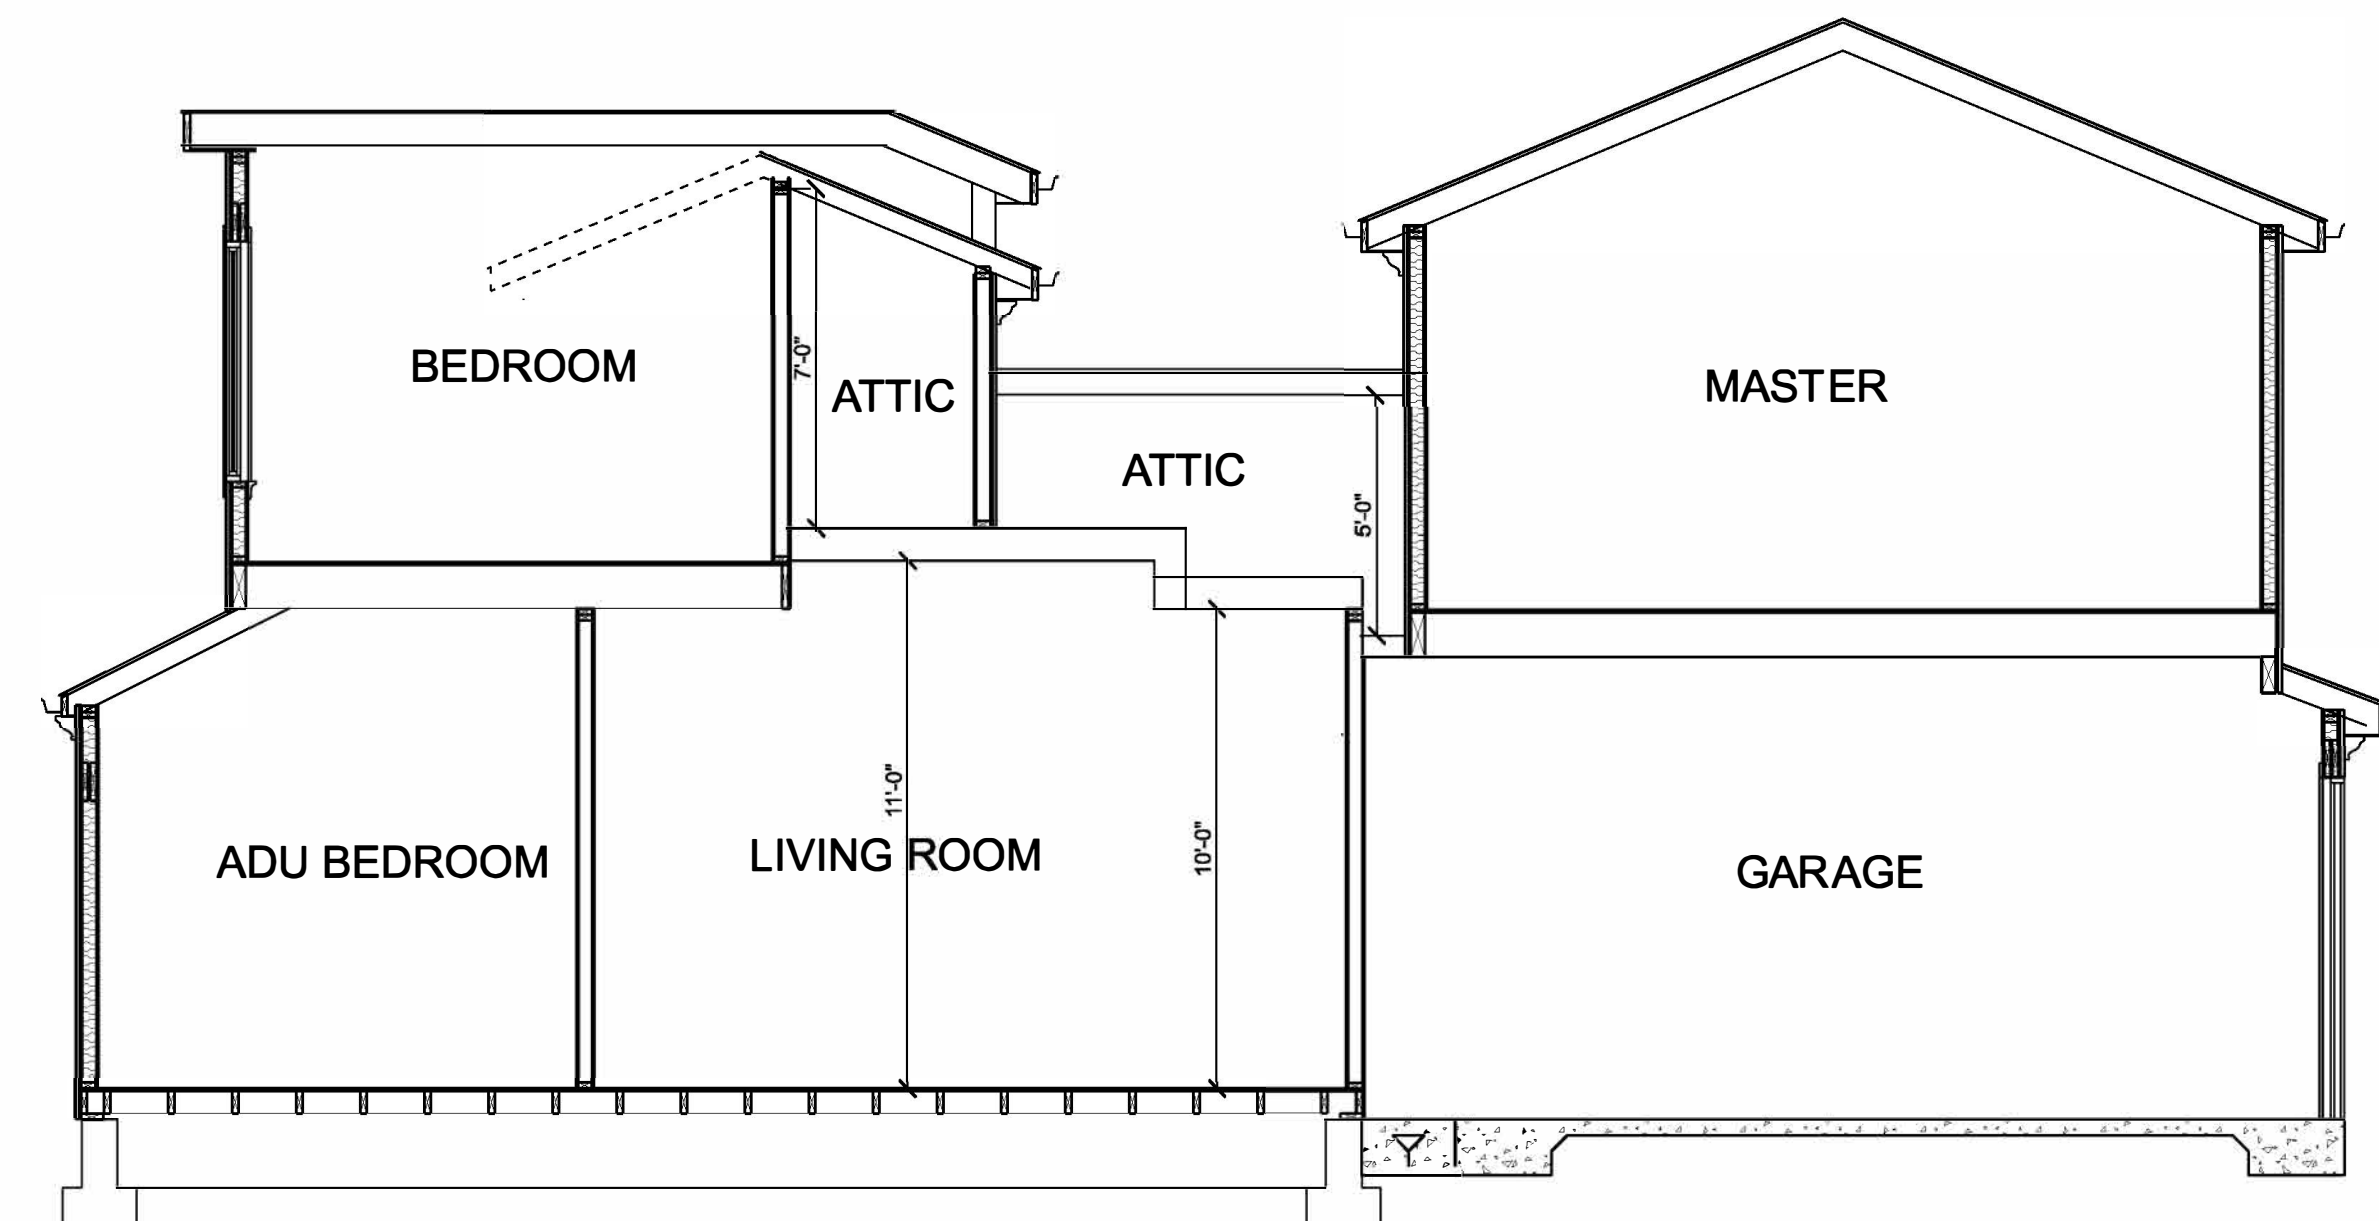 BEDROOM
7'-0"
ATTIC
ATTIC
5'-0"
MASTER
ADU BEDROOM
11'-0"
LIVING ROOM
10'-0"
GARAGE